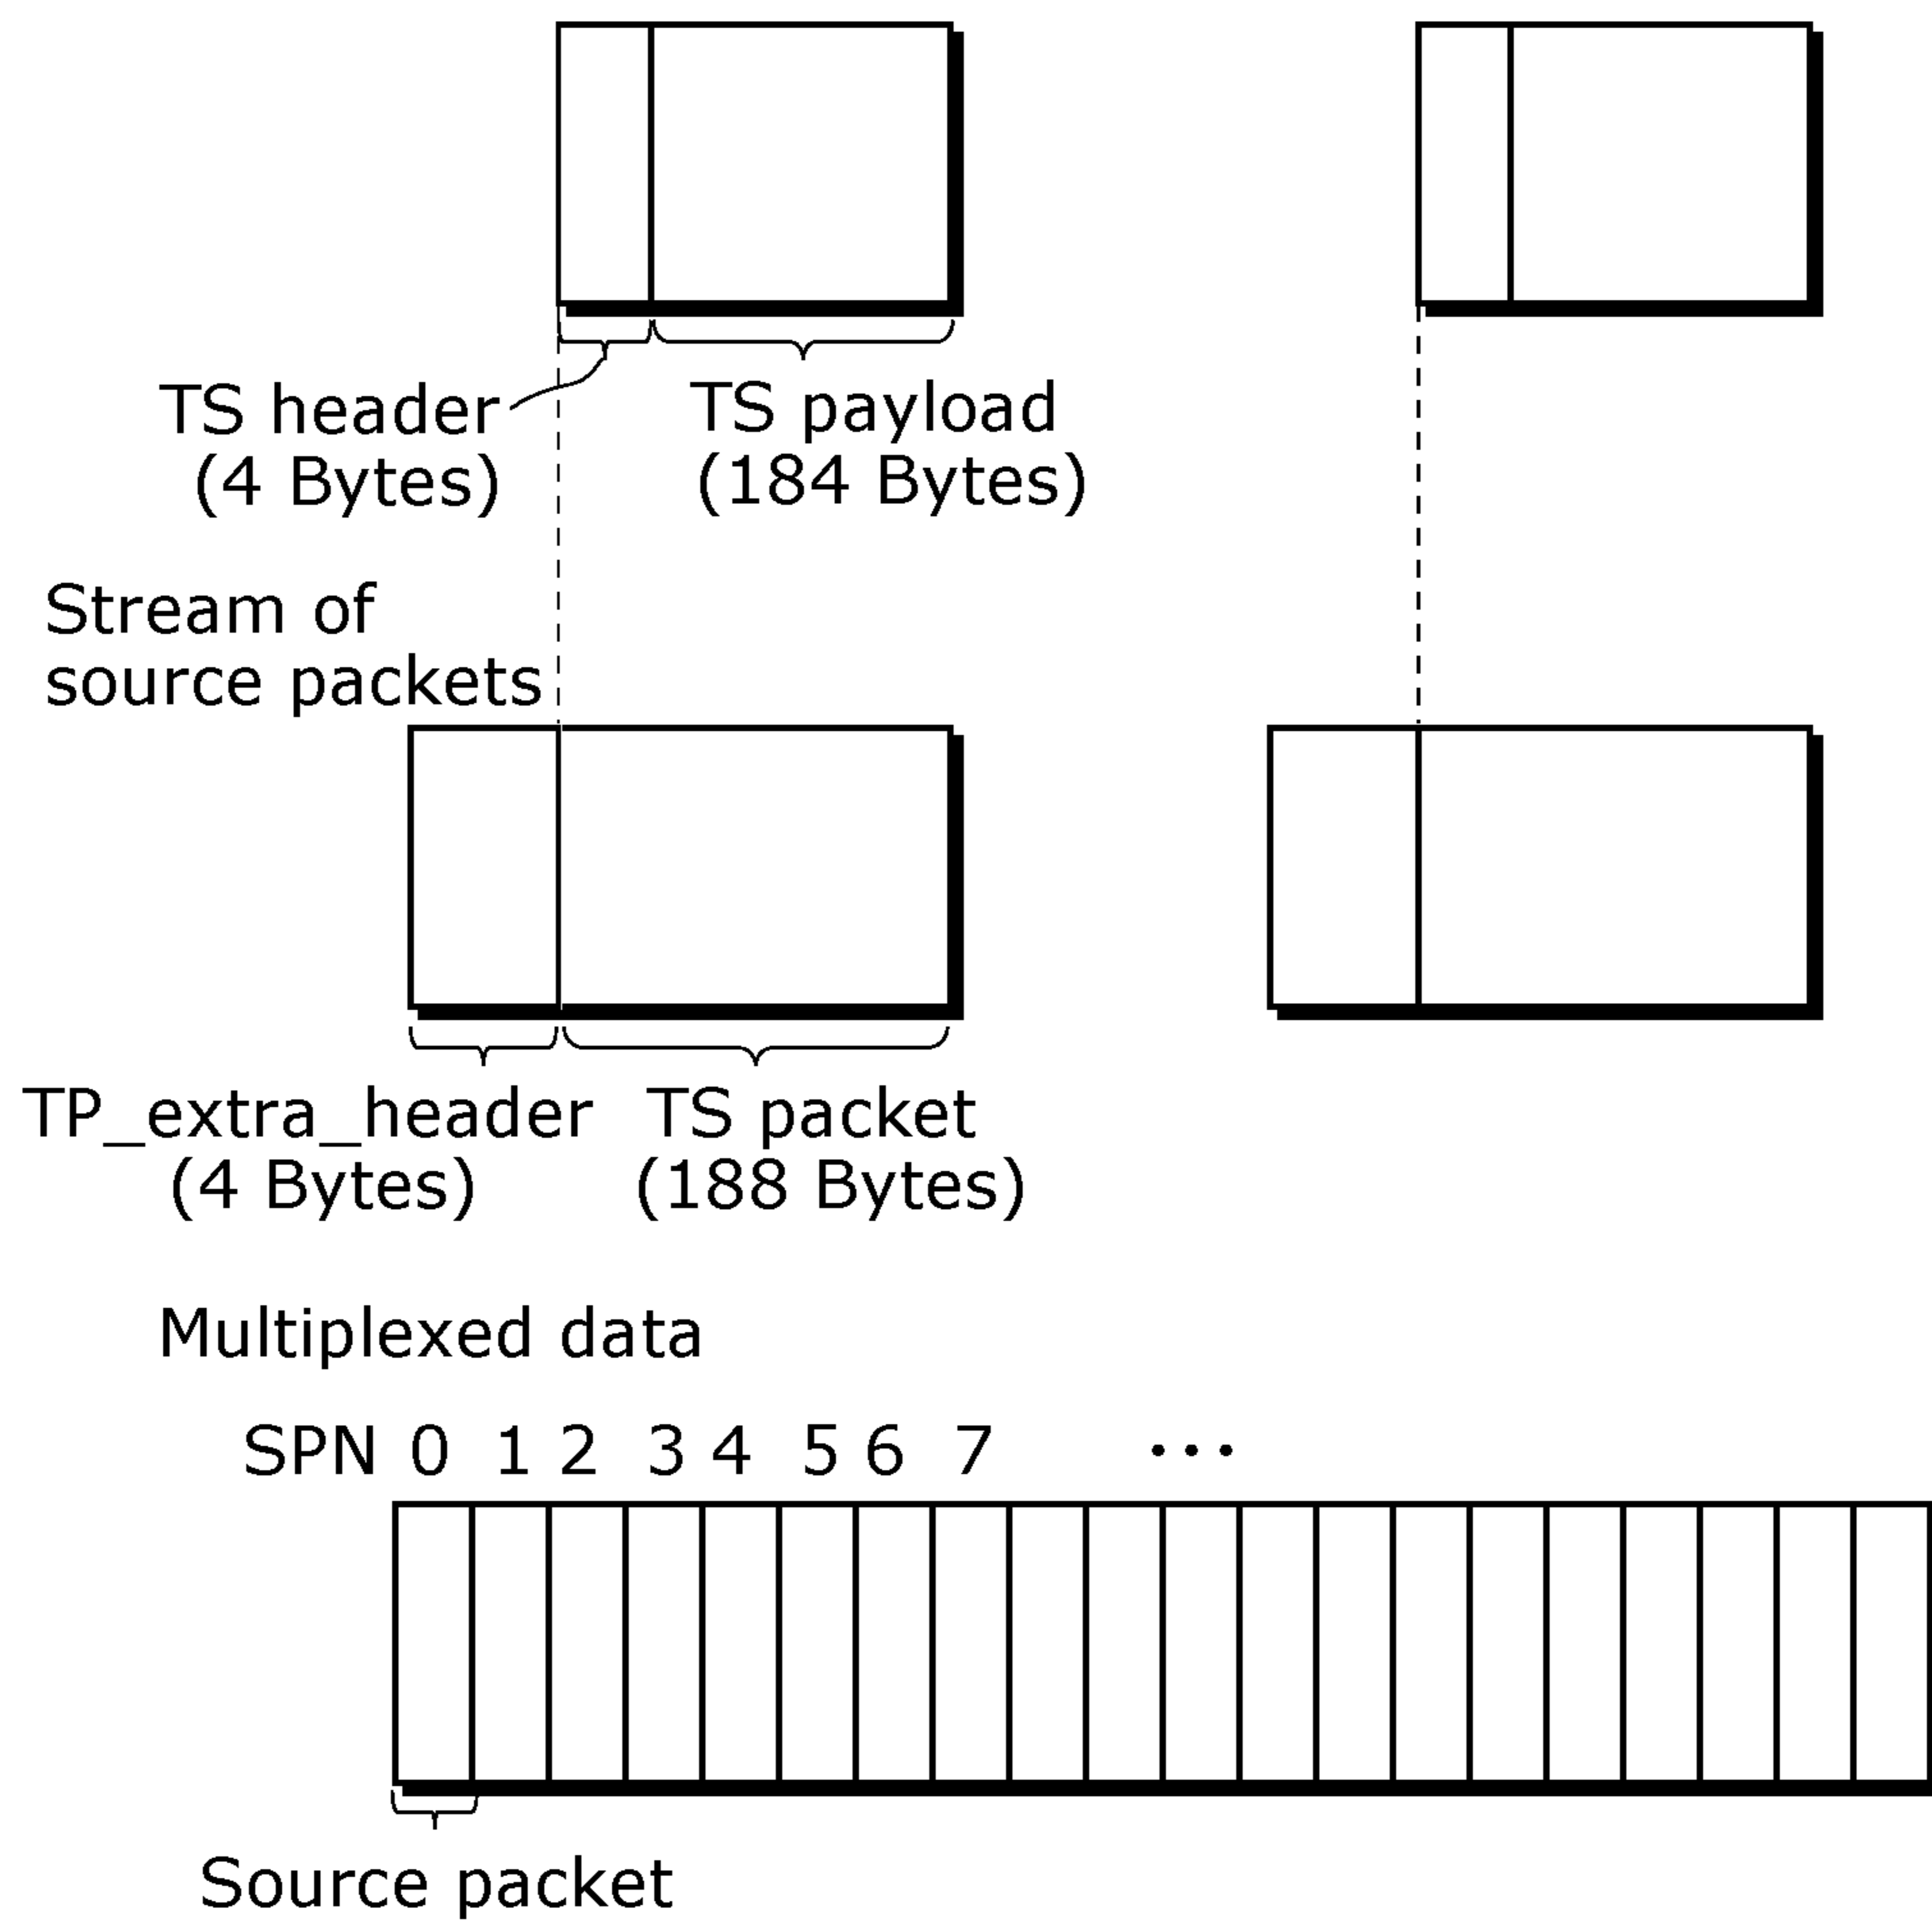 TS header TS payload
(4 Bytes) (184 Bytes)
Stream of
source packets
TP_extra_header TS packet
(4 Bytes) (188 Bytes)
Multiplexed data
SPN 0 1 2 3 4 5 6 7 ...
Source packet